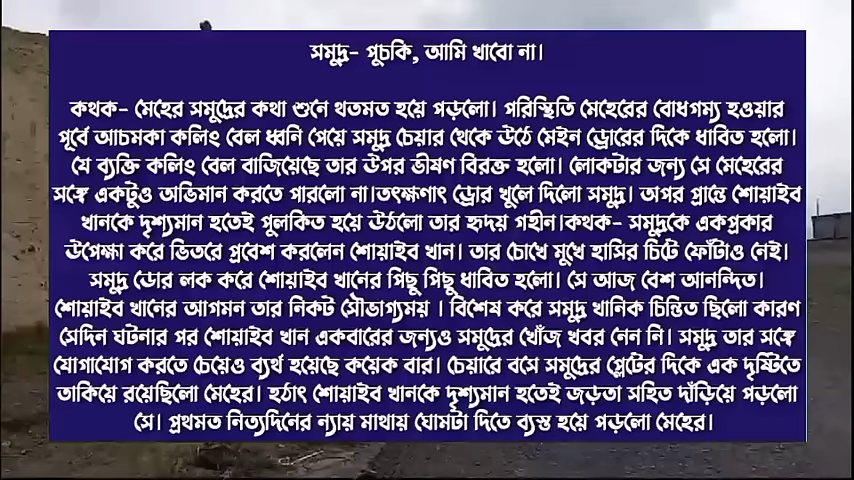 সমুদ্র- পুচকি, আমি খাবো না।
কথক- মেহের সমুদ্রের কথা শুনে থতমত হয়ে পড়লো। পরিস্থিতি মেহেরের বোধগম্য হওয়ার
পূর্বে আচমকা কলিং বেল ধ্বনি পেয়ে সমুদ্র চেয়ার থেকে উঠে মেইন ড্রোরের দিকে ধাবিত হলো।
যে ব্যক্তি কলিং বেল বাজিয়েছে তার উপর ভীষণ বিরক্ত হলো। লোকটার জন্য সে মেহেরের
সঙ্গে একটুও অভিমান করতে পারলো না।তৎক্ষণাৎ ড্রোর খুলে দিলো সমুদ্র। অপর প্রান্তে শোয়াইব
খানকে দৃশ্যমান হতেই পুলকিত হয়ে উঠলো তার হৃদয় গহীন।কথক- সমুদ্রকে একপ্রকার
উপেক্ষা করে ভিতরে প্রবেশ করলেন শোয়াইব খান। তার চোখে মুখে হাসির চিটে ফোঁটাও নেই।
সমুদ্র ডোর লক করে শোয়াইব খানের পিছু পিছু ধাবিত হলো। সে আজ বেশ আনন্দিত।
শোয়াইব খানের আগমন তার নিকট সৌভাগ্যময় । বিশেষ করে সমুদ্র খানিক চিন্তিত ছিলো কারণ
সেদিন ঘটনার পর শোয়াইব খান একবারের জন্যও সমুদ্রের খোঁজ খবর নেন নি। সমুদ্র তার সঙ্গে
যোগাযোগ করতে চেয়েও ব্যর্থ হয়েছে কয়েক বার। চেয়ারে বসে সমুদ্রের প্লেটের দিকে এক দৃষ্টিতে
তাকিয়ে রয়েছিলো মেহের। হঠাৎ শোয়াইব খানকে দৃশ্যমান হতেই জড়তা সহিত দাঁড়িয়ে পড়লো
সে। প্রথমত নিত্যদিনের ন্যায় মাথায় ঘোমটা দিতে ব্যস্ত হয়ে পড়লো মেহের।